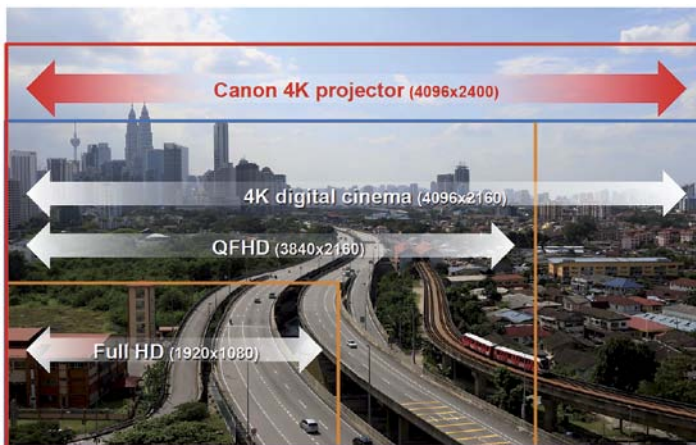 Canon 4K projector (4096x2400)
4K digital cinema (4096x2160)
QFHD (3840x2160)
Full HD (1920x1080)